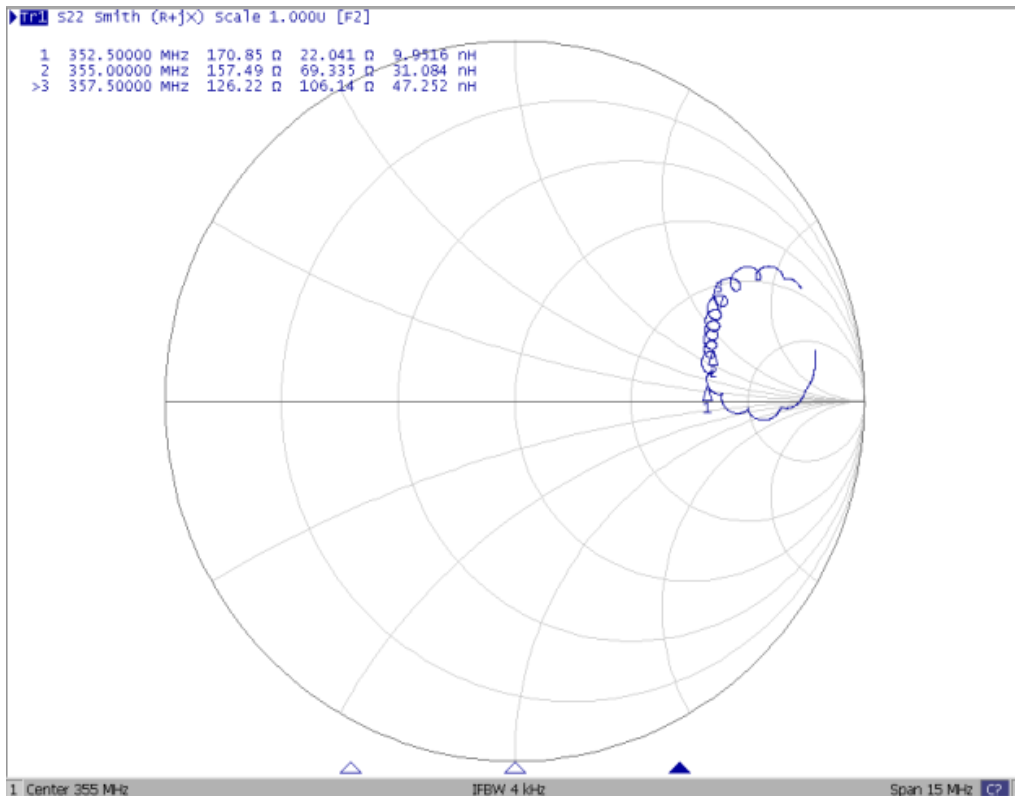 Tr1 S22 Smith (R+jX) Scale 1.000U [F2]
1 352.50000 MHz 170.85 Ω 22.041 Ω 9.9516 nH
2 355.00000 MHz 157.49 Ω 69.335 Ω 31.084 nH
>3 357.50000 MHz 126.22 Ω 106.14 Ω 47.252 nH
1
1 Center 355 MHz IFBW 4 kHz Span 15 MHz C?